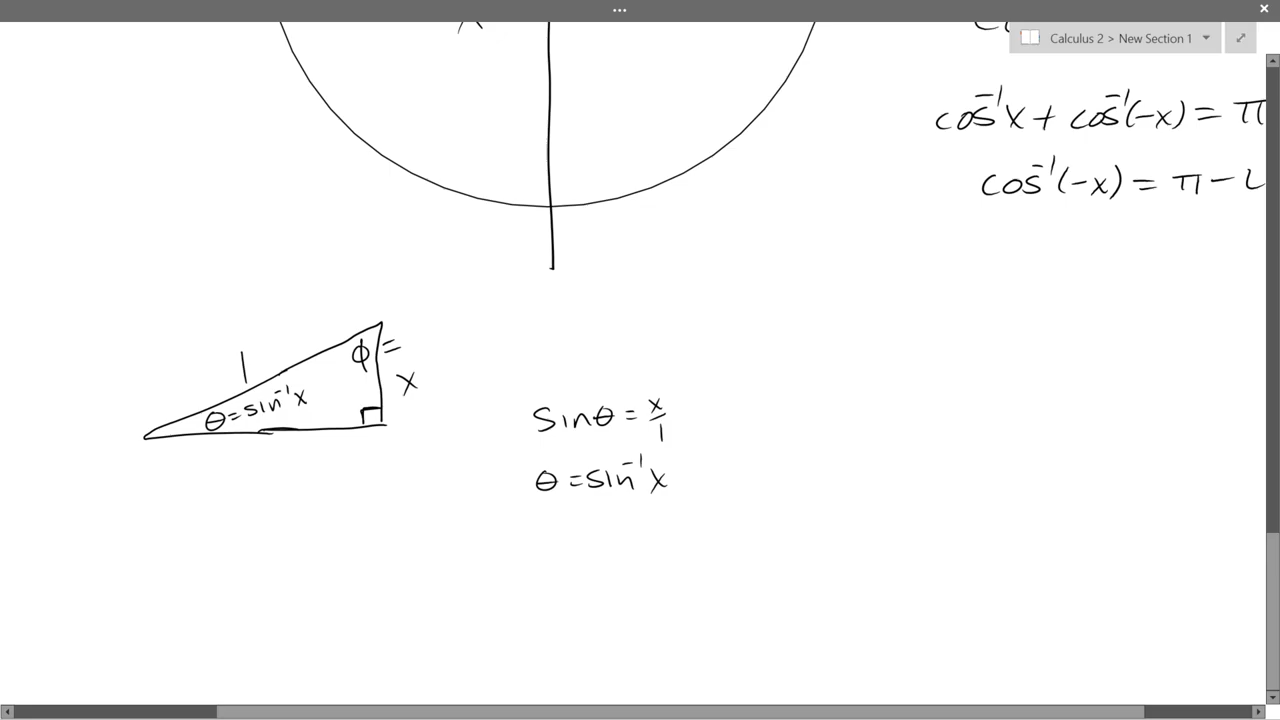 Calculus 2 > New Section 1
cos⁻¹x + cos⁻¹(-x) = π
cos⁻¹(-x) = π -
1
ϕ =
x
θ = sin⁻¹x
sinθ = x/1
θ = sin⁻¹x